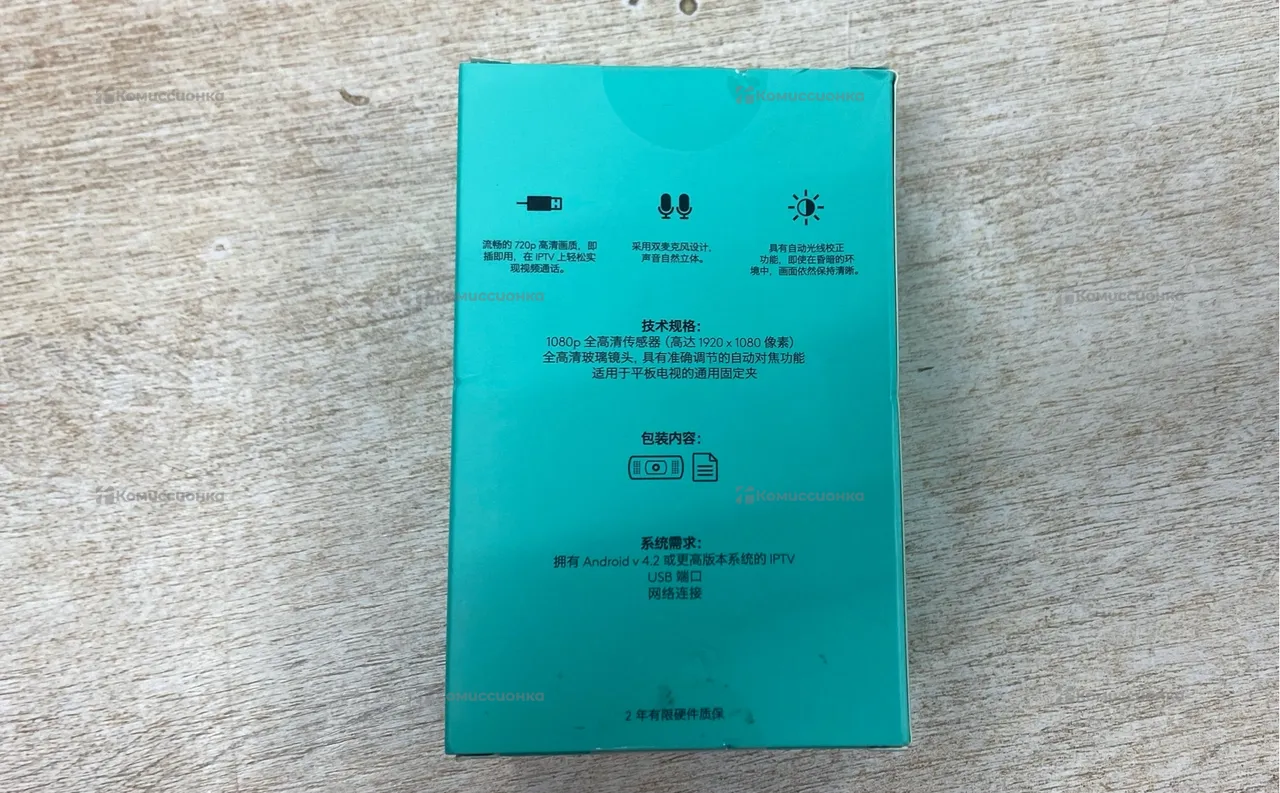 流畅的 720p 高清画质，即
插即用，在 IPTV 上轻松实
现视频通话。
采用双麦克风设计，
声音自然立体。
具有自动光线校正
功能，即使在昏暗的环
境中，画面依然保持清晰。
技术规格：
1080p 全高清传感器（高达 1920 x 1080 像素）
全高清玻璃镜头，具有准确调节的自动对焦功能
适用于平板电视的通用固定夹
包装内容：
系统需求：
拥有 Android v 4.2 或更高版本系统的 IPTV
USB 端口
网络连接
2 年有限硬件质保
Комиссионка
Комиссионка
Комиссионка
Комиссионка
Комиссионка
Комиссионка
Комиссионка
Комиссионка